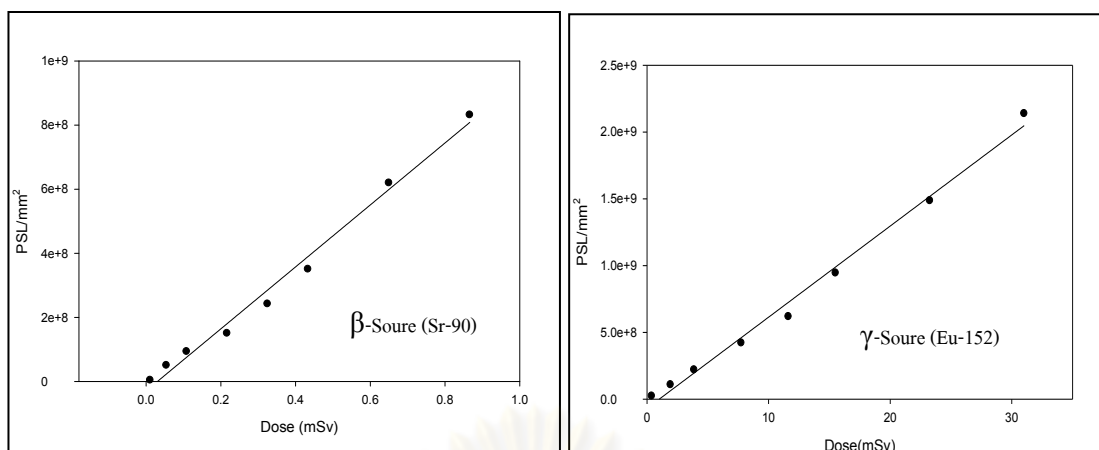 1e+9
8e+8
6e+8
4e+8
2e+8
0
PSL/mm²
0.0 0.2 0.4 0.6 0.8 1.0
Dose (mSv)
β-Soure (Sr-90)
2.5e+9
2.0e+9
1.5e+9
1.0e+9
5.0e+8
0.0
PSL/mm²
0 10 20 30
Dose(mSv)
γ-Soure (Eu-152)